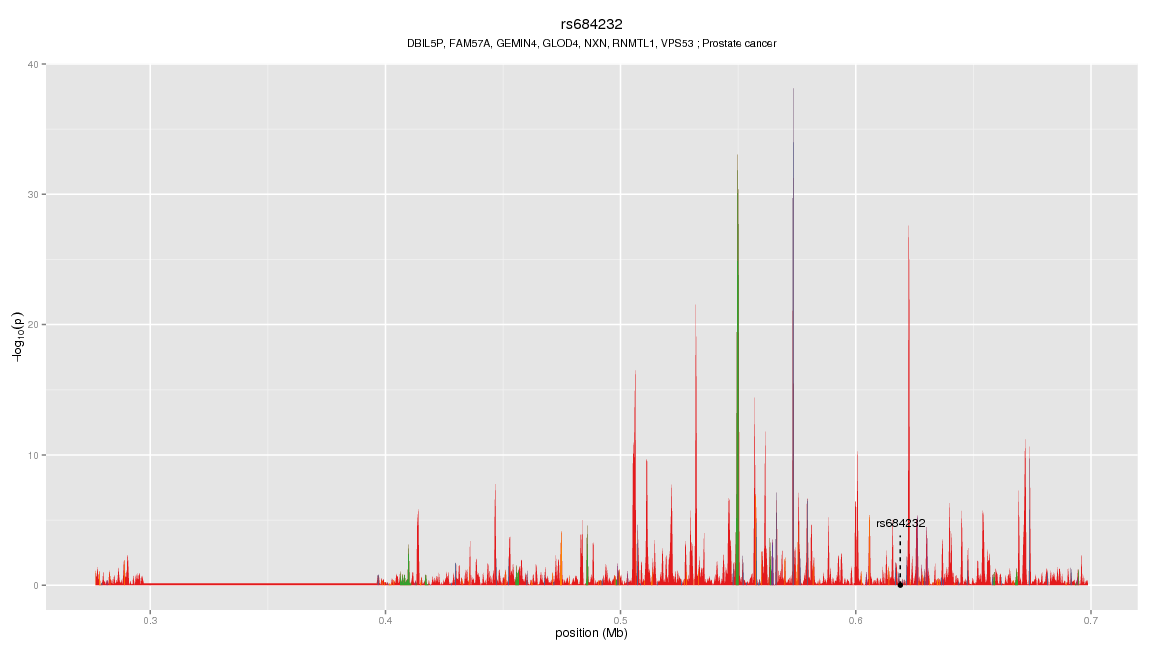 rs684232
DBIL5P, FAM57A, GEMIN4, GLOD4, NXN, RNMTL1, VPS53 ; Prostate cancer
40
30
20
10
0
−log10(p)
rs684232
0.3 0.4 0.5 0.6 0.7
position (Mb)